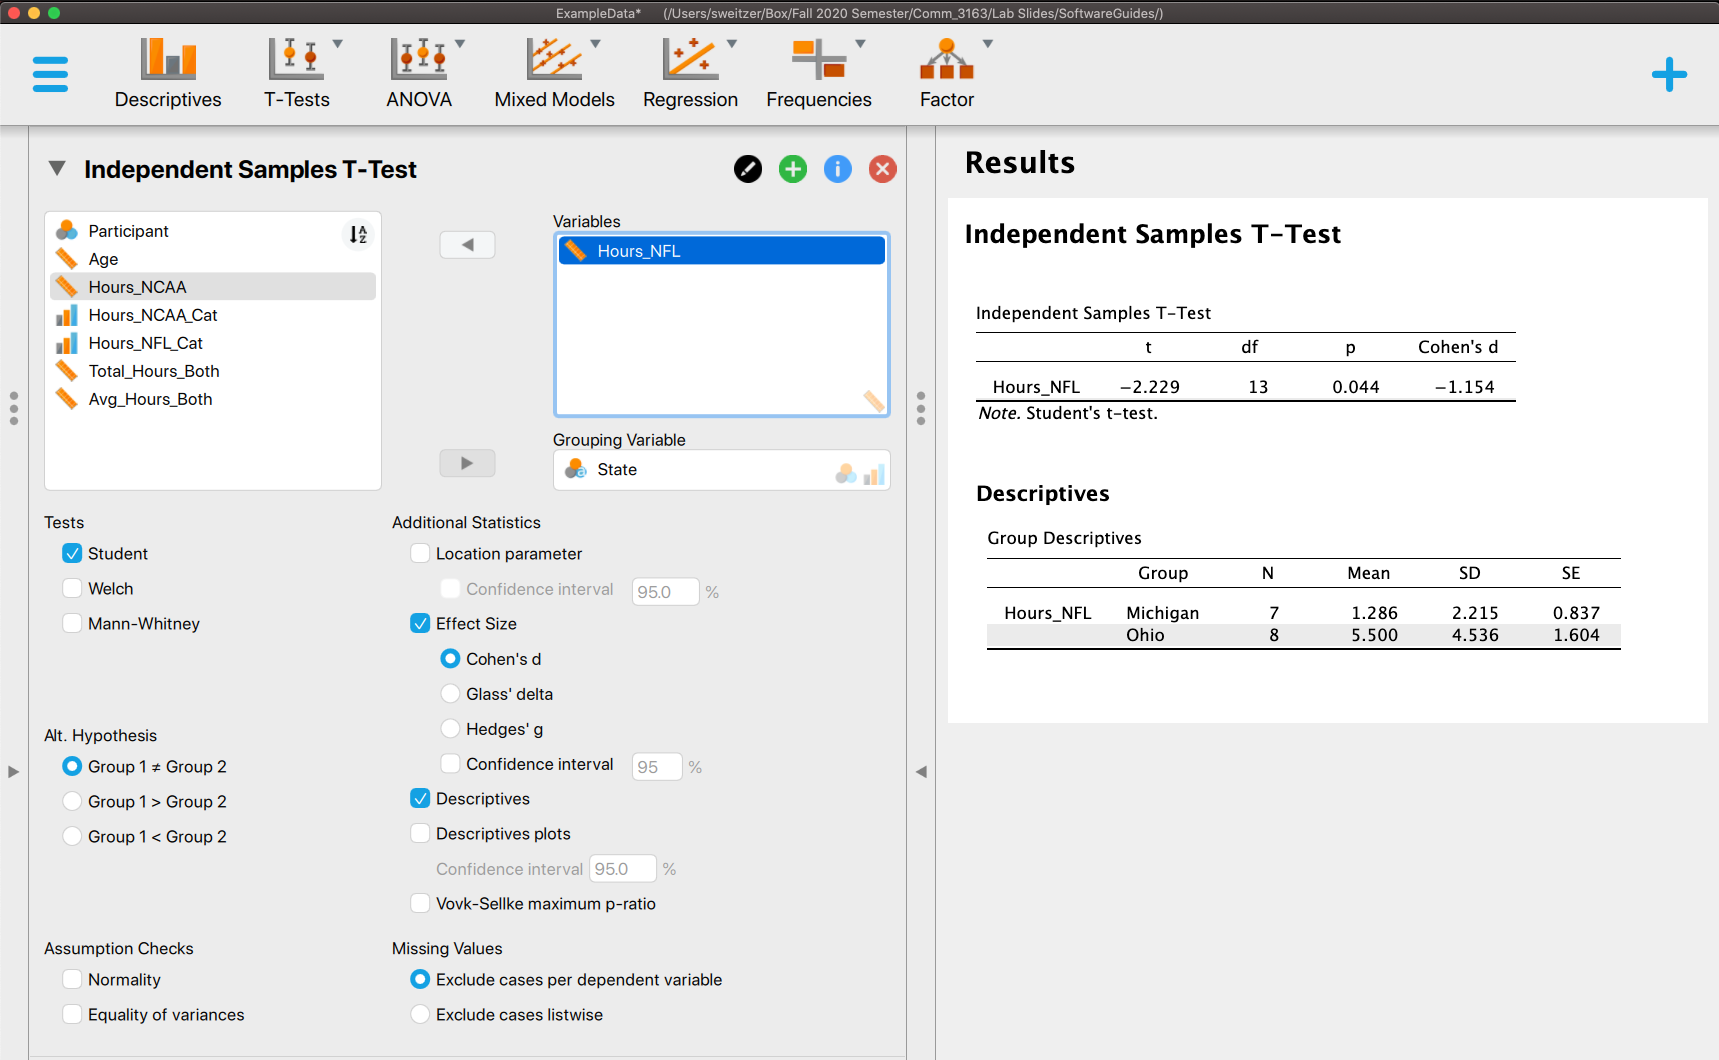 ExampleData* (/Users/sweitzer/Box/Fall 2020 Semester/Comm_3163/Lab Slides/SoftwareGuides/)
Descriptives T-Tests ANOVA Mixed Models Regression Frequencies Factor
Independent Samples T-Test
Participant
Age
Hours_NCAA
Hours_NCAA_Cat
Hours_NFL_Cat
Total_Hours_Both
Avg_Hours_Both
Variables
Hours_NFL
Grouping Variable
State
Tests
Student
Welch
Mann-Whitney
Alt. Hypothesis
Group 1 ≠ Group 2
Group 1 > Group 2
Group 1 < Group 2
Assumption Checks
Normality
Equality of variances
Additional Statistics
Location parameter
Confidence interval 95.0 %
Effect Size
Cohen's d
Glass' delta
Hedges' g
Confidence interval 95 %
Descriptives
Descriptives plots
Confidence interval 95.0 %
Vovk-Sellke maximum p-ratio
Missing Values
Exclude cases per dependent variable
Exclude cases listwise
Results
Independent Samples T-Test
Independent Samples T-Test
t df p Cohen's d
Hours_NFL −2.229 13 0.044 −1.154
Note. Student's t-test.
Descriptives
Group Descriptives
Group N Mean SD SE
Hours_NFL Michigan 7 1.286 2.215 0.837
Ohio 8 5.500 4.536 1.604